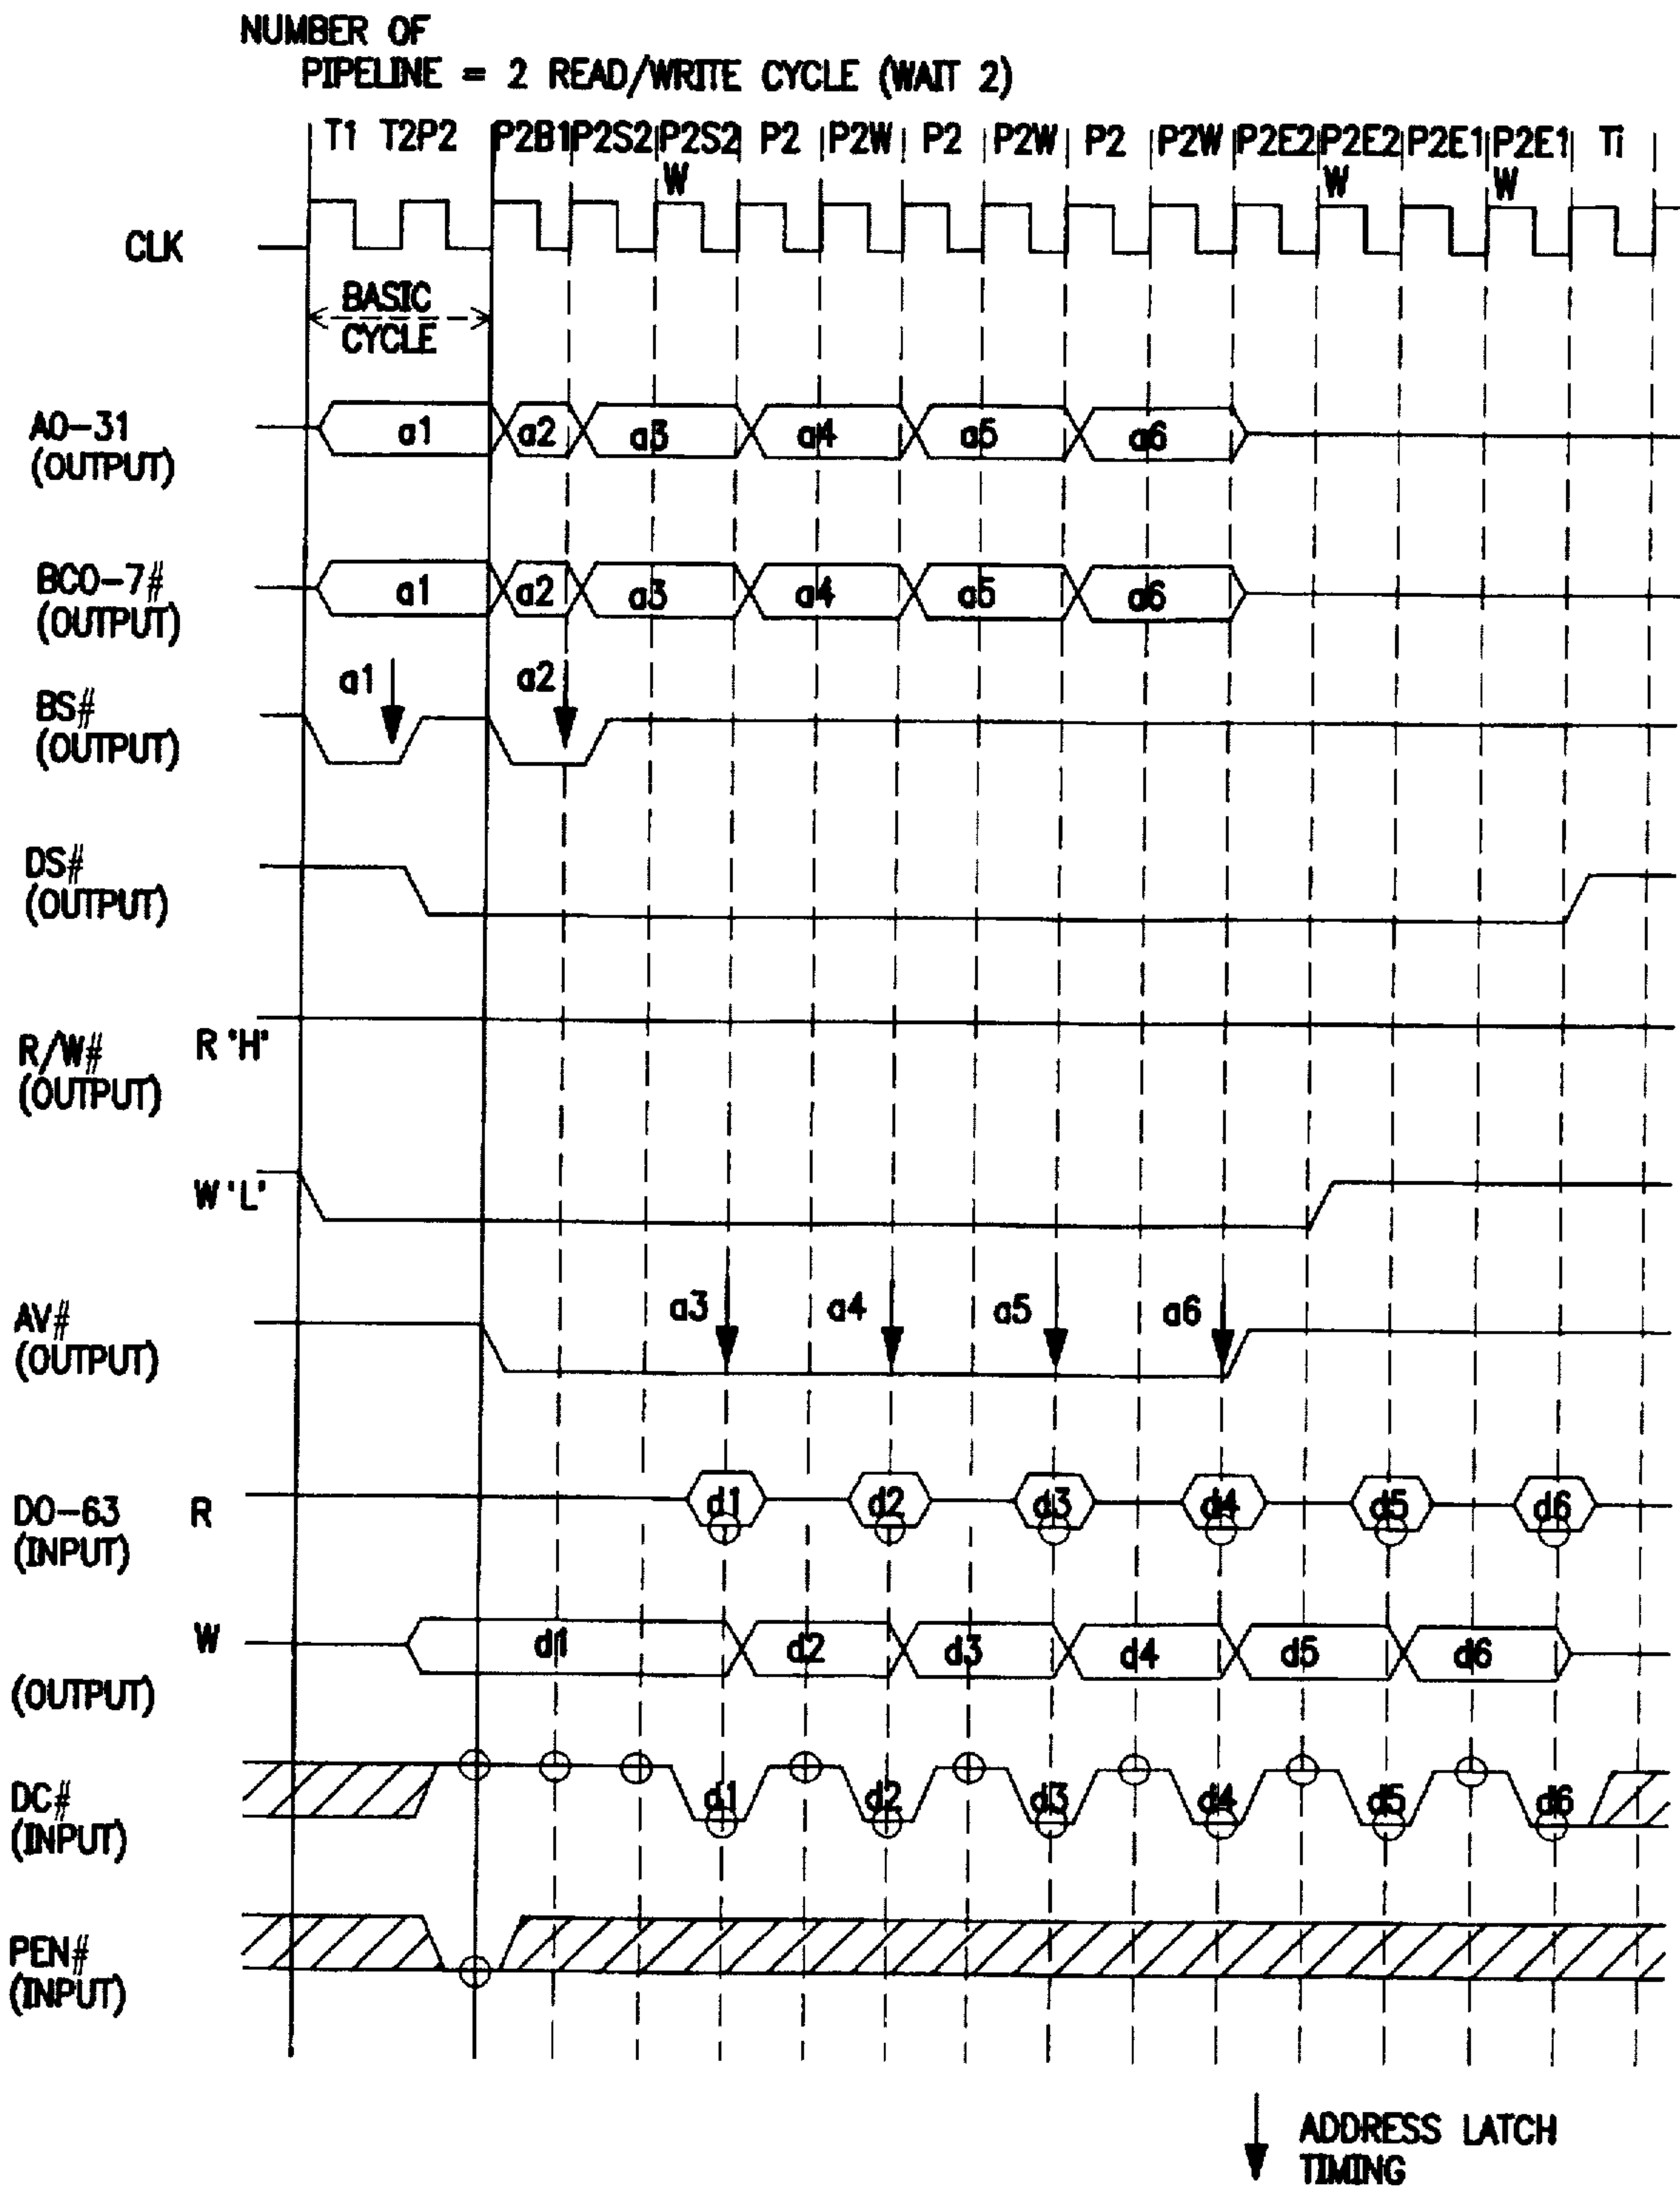 NUMBER OF
PIPELINE = 2 READ/WRITE CYCLE (WAIT 2)
T1 T2P2 P2B1 P2S2 P2S2 P2 P2W P2 P2W P2 P2W P2E2 P2E2 P2E1 P2E1 Ti
W W W
CLK
BASIC
CYCLE
A0-31
(OUTPUT)
a1 a2 a3 a4 a5 a6
BC0-7#
(OUTPUT)
a1 a2 a3 a4 a5 a6
BS#
(OUTPUT)
a1 a2
DS#
(OUTPUT)
R/W#
(OUTPUT)
R "H"
W "L"
AV#
(OUTPUT)
a3 a4 a5 a6
D0-63
(INPUT)
R
d1 d2 d3 d4 d5 d6
W
d1 d2 d3 d4 d5 d6
(OUTPUT)
DC#
(INPUT)
d1 d2 d3 d4 d5 d6
PEN#
(INPUT)
ADDRESS LATCH
TIMING